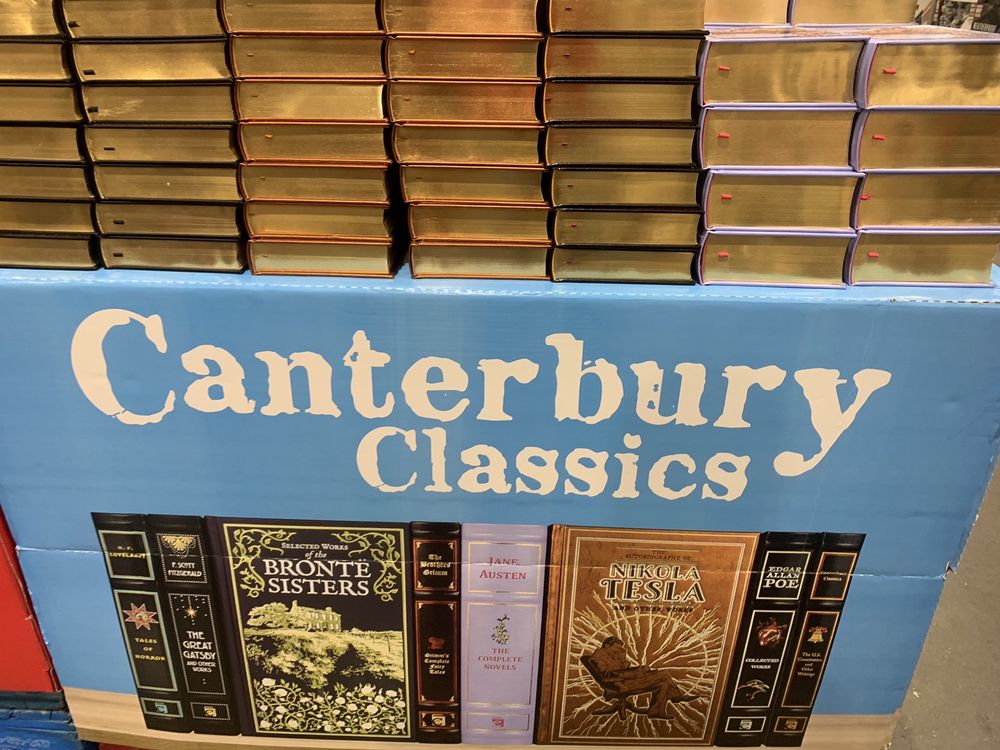 Canterbury
Classics
H. P.
LOVECRAFT
TALES
OF
HORROR
F. SCOTT
FITZGERALD
THE
GREAT
GATSBY
AND OTHER
WORKS
SELECTED WORKS
of the
BRONTË
SISTERS
The
Brothers
Grimm
Grimm's
Complete
Fairy
Tales
JANE
AUSTEN
THE
COMPLETE
NOVELS
THE
AUTOBIOGRAPHY OF
NIKOLA
TESLA
AND OTHER WORKS
EDGAR
ALLAN
POE
COLLECTED
WORKS
Canterbury
Classics
The U.S.
Constitution
and
Other
Writings